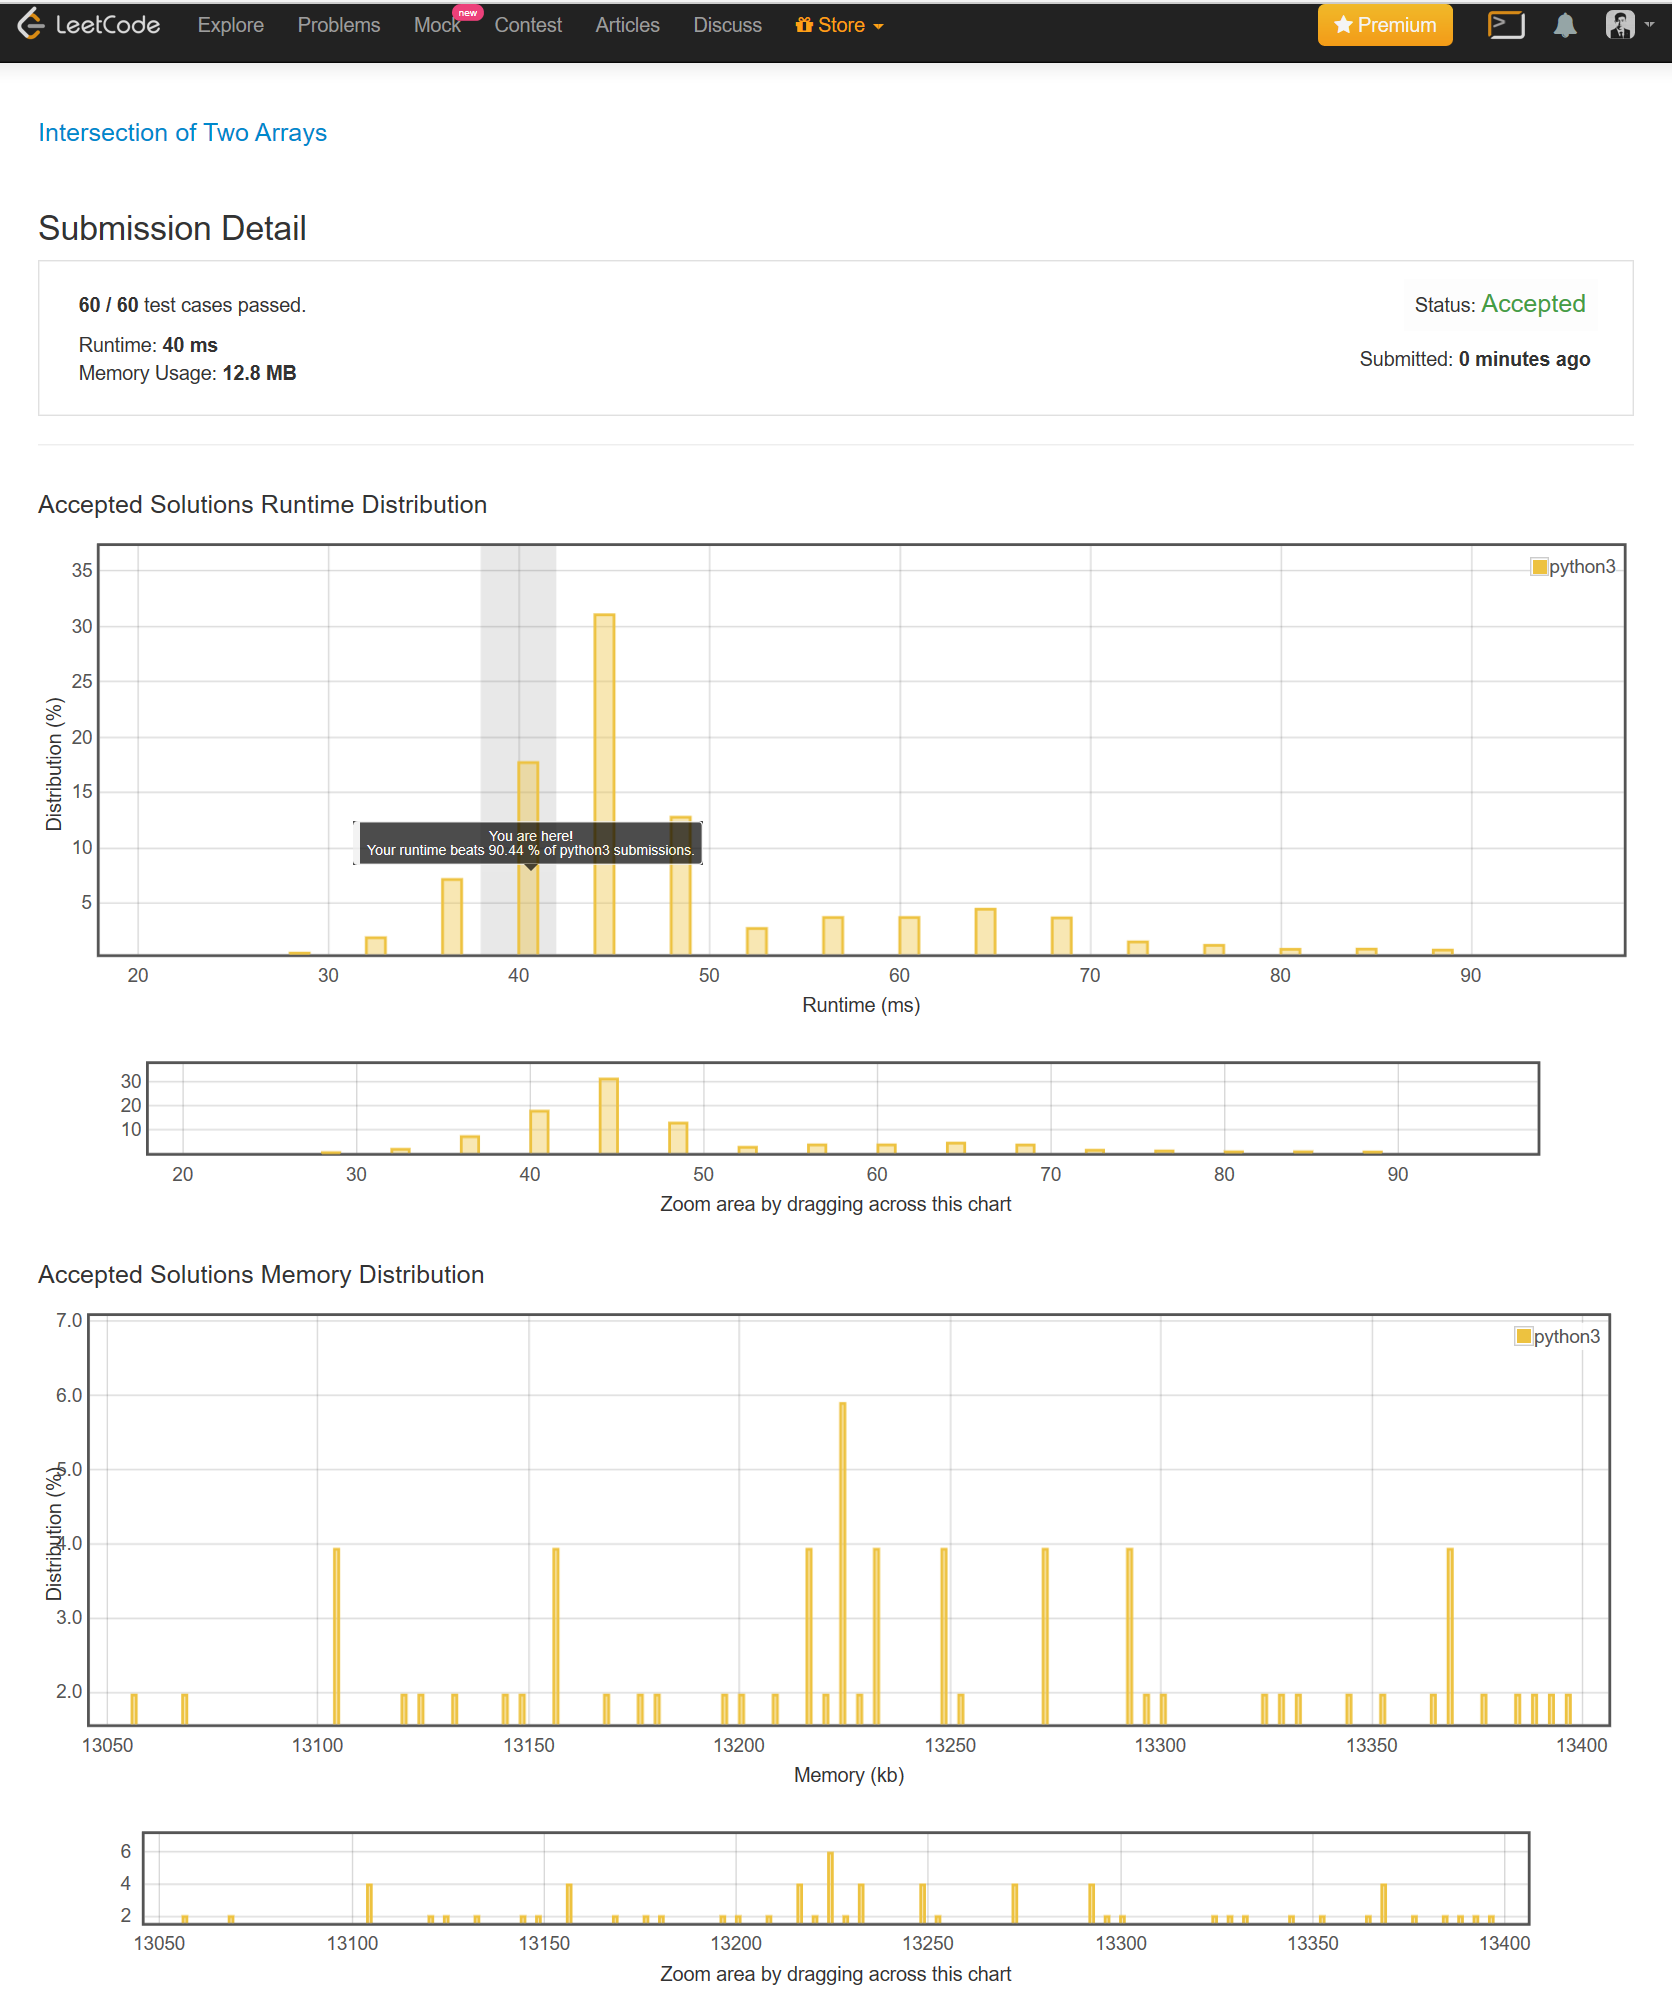 LeetCode Explore Problems Mock new Contest Articles Discuss Store Premium
Intersection of Two Arrays
Submission Detail
60 / 60 test cases passed.
Status: Accepted
Runtime: 40 ms
Submitted: 0 minutes ago
Memory Usage: 12.8 MB
Accepted Solutions Runtime Distribution
python3
35
30
25
20
15
10
5
Distribution (%)
You are here!
Your runtime beats 90.44 % of python3 submissions.
20 30 40 50 60 70 80 90
Runtime (ms)
30
20
10
20 30 40 50 60 70 80 90
Zoom area by dragging across this chart
Accepted Solutions Memory Distribution
python3
7.0
6.0
5.0
4.0
3.0
2.0
Distribution (%)
13050 13100 13150 13200 13250 13300 13350 13400
Memory (kb)
6
4
2
13050 13100 13150 13200 13250 13300 13350 13400
Zoom area by dragging across this chart